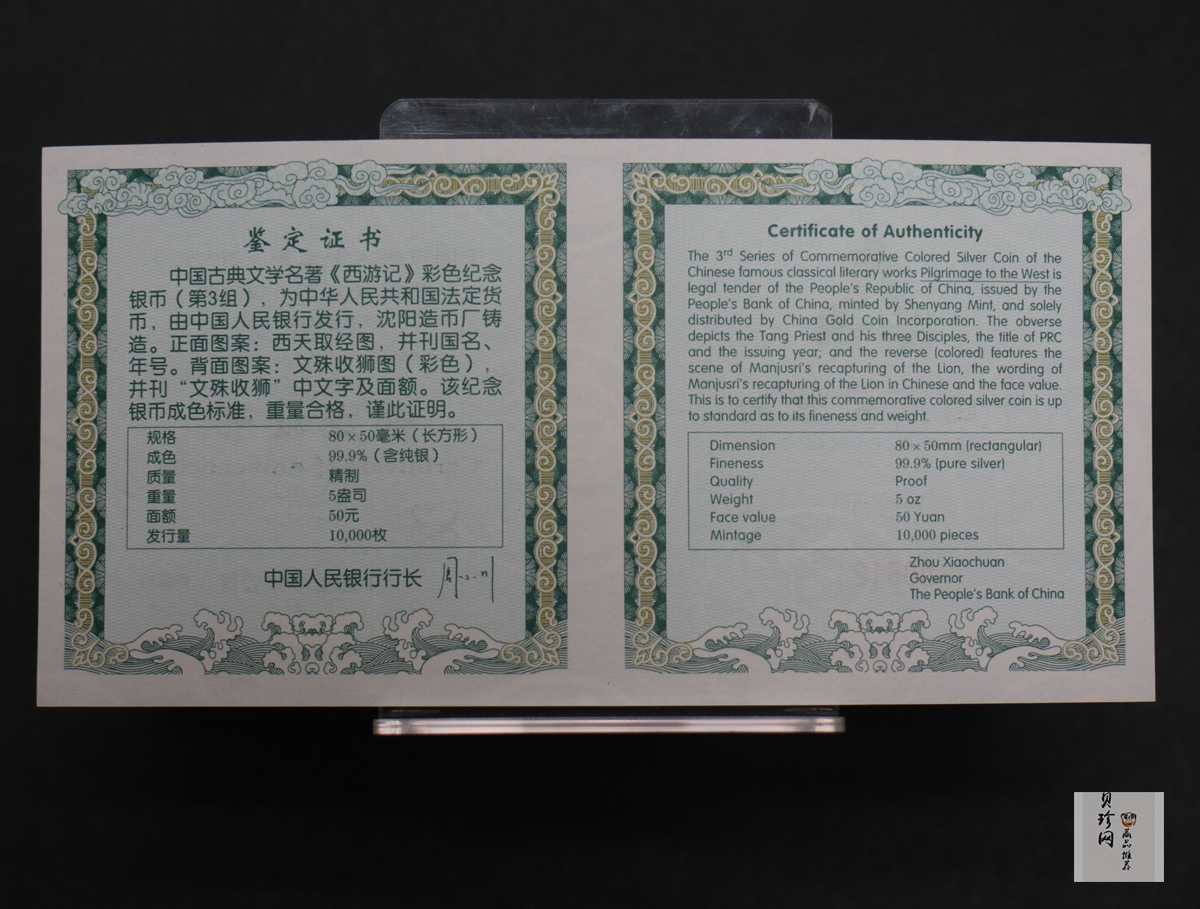 鉴定证书
中国古典文学名著《西游记》彩色纪念
银币（第3组），为中华人民共和国法定货
币，由中国人民银行发行，沈阳造币厂铸
造。正面图案：西天取经图，并刊国名、
年号。背面图案：文殊收狮图（彩色），
并刊“文殊收狮”中文字及面额。该纪念
银币成色标准，重量合格，谨此证明。
规格 80×50毫米（长方形）
成色 99.9%（含纯银）
质量 精制
重量 5盎司
面额 50元
发行量 10,000枚
中国人民银行行长
Certificate of Authenticity
The 3rd Series of Commemorative Colored Silver Coin of the
Chinese famous classical literary works Pilgrimage to the West is
legal tender of the People's Republic of China, issued by the
People's Bank of China, minted by Shenyang Mint, and solely
distributed by China Gold Coin Incorporation. The obverse
depicts the Tang Priest and his three Disciples, the title of PRC
and the issuing year; and the reverse (colored) features the
scene of Manjusri's recapturing of the Lion, the wording of
Manjusri's recapturing of the Lion in Chinese and the face value.
This is to certify that this commemorative colored silver coin is up
to standard as to its fineness and weight.
Dimension 80×50mm (rectangular)
Fineness 99.9% (pure silver)
Quality Proof
Weight 5 oz
Face value 50 Yuan
Mintage 10,000 pieces
Zhou Xiaochuan
Governor
The People's Bank of China
贝珍网
藏品推荐